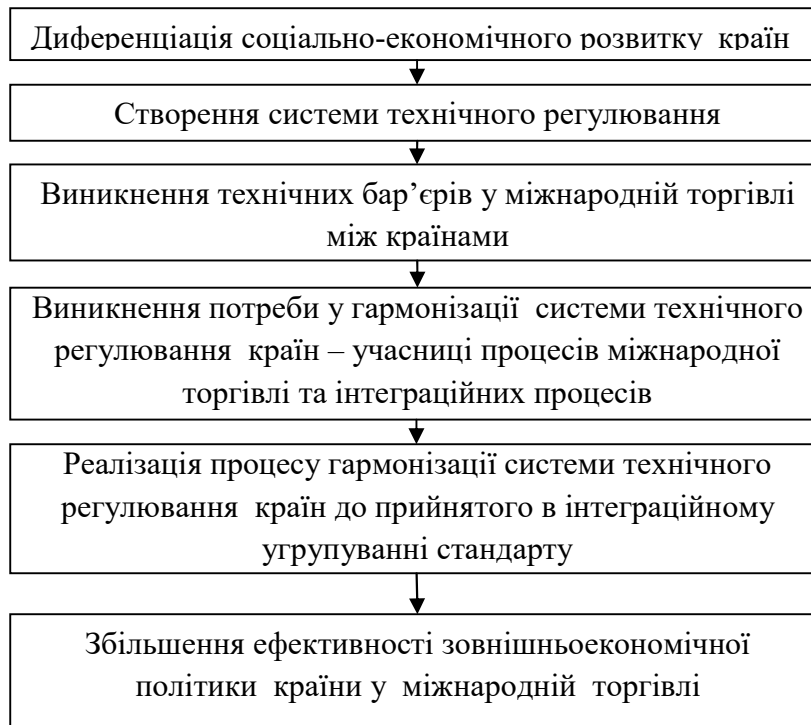 Диференціація соціально-економічного розвитку країн
Створення системи технічного регулювання
Виникнення технічних бар’єрів у міжнародній торгівлі
між країнами
Виникнення потреби у гармонізації системи технічного
регулювання країн – учасниці процесів міжнародної
торгівлі та інтеграційних процесів
Реалізація процесу гармонізації системи технічного
регулювання країн до прийнятого в інтеграційному
угрупуванні стандарту
Збільшення ефективності зовнішньоекономічної
політики країни у міжнародній торгівлі